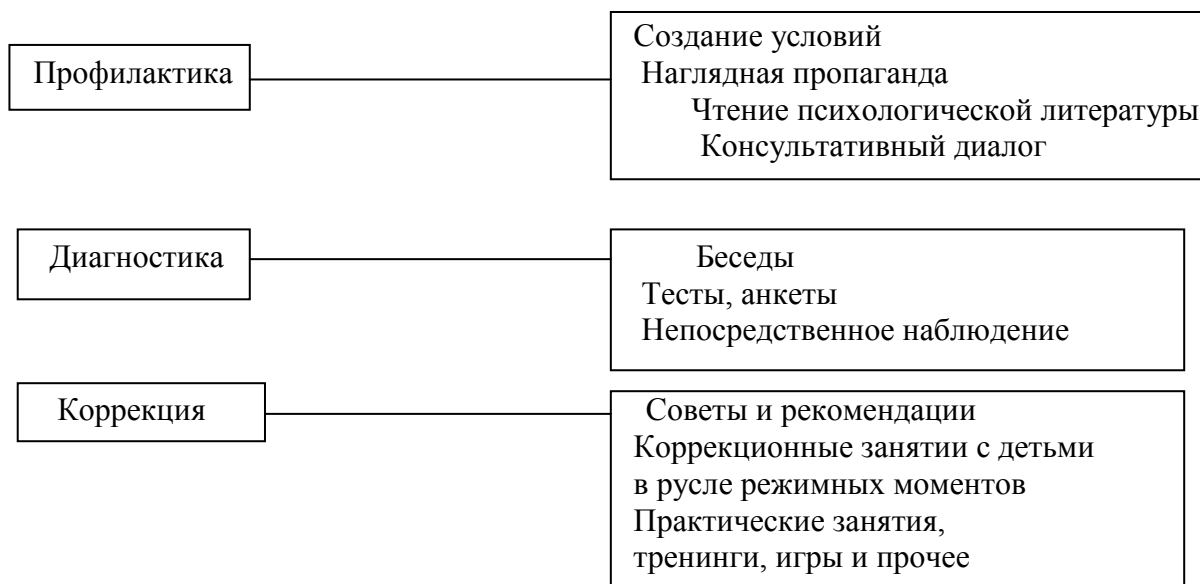 Профилактика
Создание условий
Наглядная пропаганда
Чтение психологической литературы
Консультативный диалог
Диагностика
Беседы
Тесты, анкеты
Непосредственное наблюдение
Коррекция
Советы и рекомендации
Коррекционные занятии с детьми
в русле режимных моментов
Практические занятия,
тренинги, игры и прочее